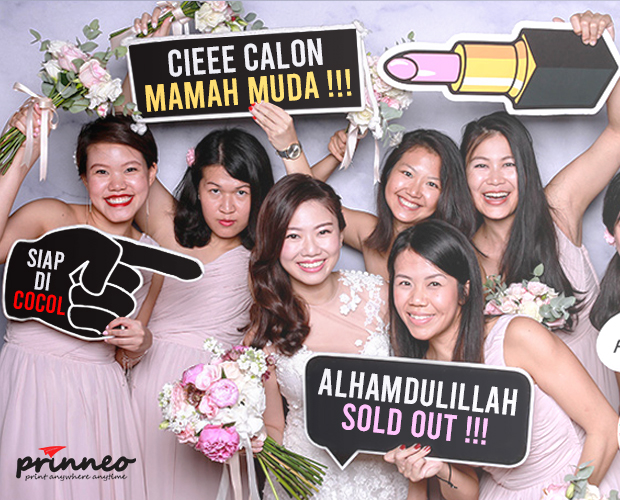 CIEEE CALON
MAMAH MUDA !!!
SIAP
DI
COCOL
ALHAMDULILLAH
SOLD OUT !!!
prinneo
print anywhere anytime